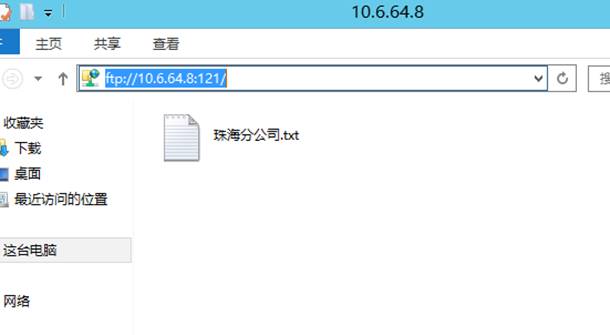 10.6.64.8
主页 共享 查看
ftp://10.6.64.8:121/
收藏夹
珠海分公司.txt
下载
桌面
最近访问的位置
这台电脑
网络